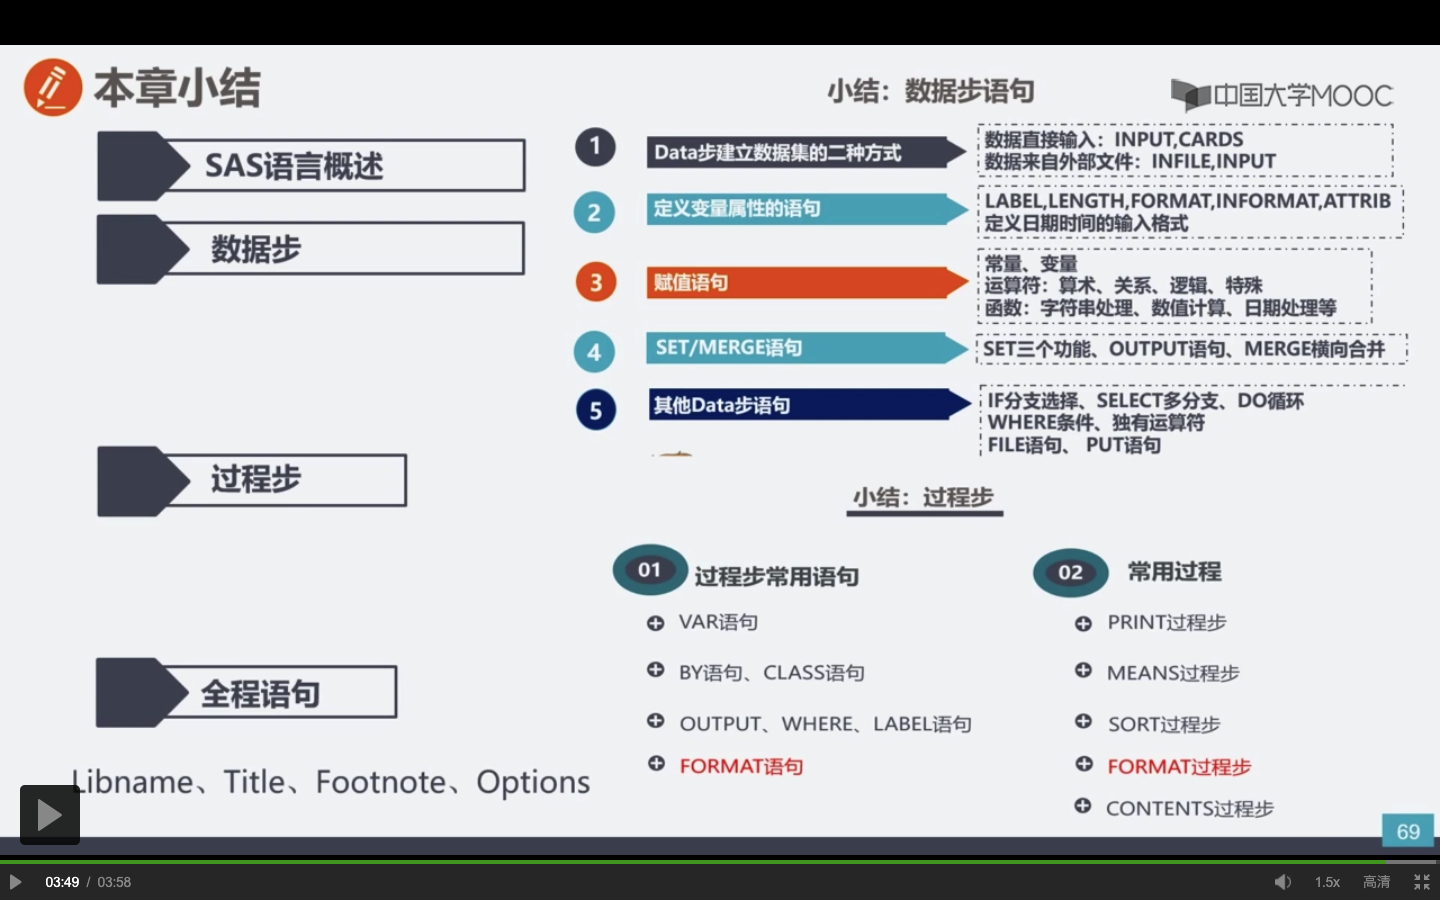 本章小结
小结：数据步语句
中国大学MOOC
SAS语言概述
数据步
1
Data步建立数据集的二种方式
数据直接输入：INPUT,CARDS
数据来自外部文件：INFILE,INPUT
2
定义变量属性的语句
LABEL,LENGTH,FORMAT,INFORMAT,ATTRIB
定义日期时间的输入格式
3
赋值语句
常量、变量
运算符：算术、关系、逻辑、特殊
函数：字符串处理、数值计算、日期处理等
4
SET/MERGE语句
SET三个功能、OUTPUT语句、MERGE横向合并
5
其他Data步语句
IF分支选择、SELECT多分支、DO循环
WHERE条件、独有运算符
FILE语句、 PUT语句
过程步
小结：过程步
01
过程步常用语句
VAR语句
BY语句、CLASS语句
OUTPUT、WHERE、LABEL语句
FORMAT语句
02
常用过程
PRINT过程步
MEANS过程步
SORT过程步
FORMAT过程步
CONTENTS过程步
全程语句
Libname、Title、Footnote、Options
69
03:49 / 03:58
1.5x
高清